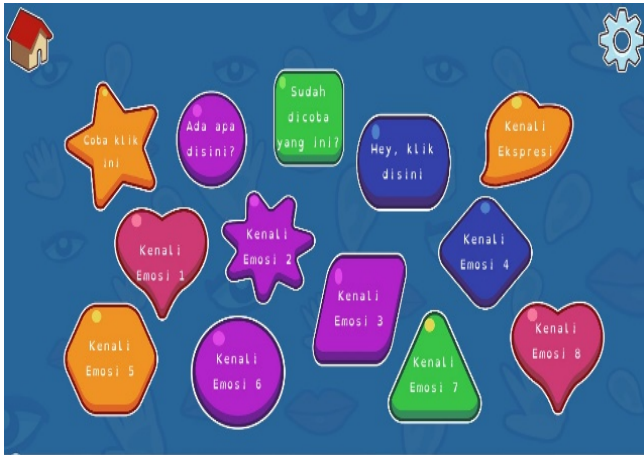 Coba klik
ini
Ada apa
disini?
Sudah
dicoba
yang ini?
Hey, klik
disini
Kenali
Ekspresi
Kenali
Emosi 1
Kenali
Emosi 2
Kenali
Emosi 3
Kenali
Emosi 4
Kenali
Emosi 5
Kenali
Emosi 6
Kenali
Emosi 7
Kenali
Emosi 8